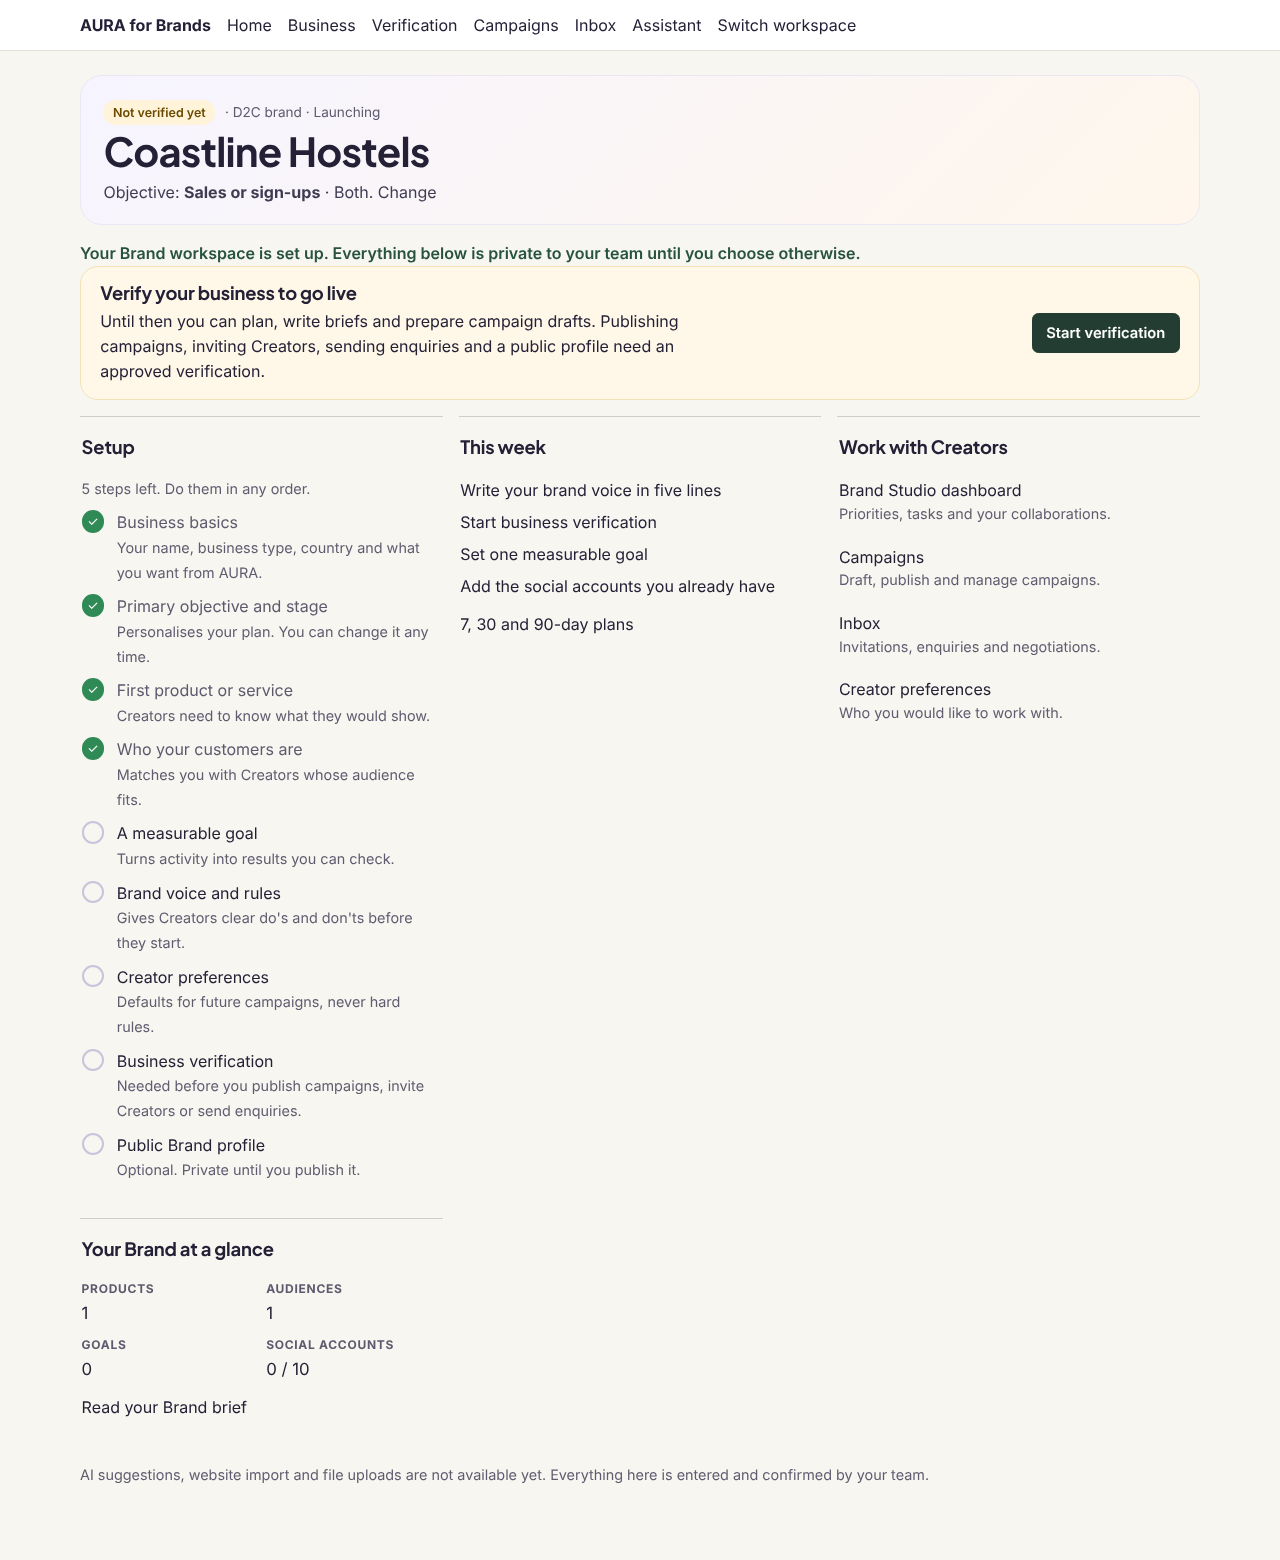 AURA for Brands Home Business Verification Campaigns Inbox Assistant Switch workspace
Not verified yet · D2C brand · Launching
Coastline Hostels
Objective: Sales or sign-ups · Both. Change
Your Brand workspace is set up. Everything below is private to your team until you choose otherwise.
Verify your business to go live
Until then you can plan, write briefs and prepare campaign drafts. Publishing
campaigns, inviting Creators, sending enquiries and a public profile need an
approved verification.
Start verification
Setup
5 steps left. Do them in any order.
Business basics
Your name, business type, country and what
you want from AURA.
Primary objective and stage
Personalises your plan. You can change it any
time.
First product or service
Creators need to know what they would show.
Who your customers are
Matches you with Creators whose audience
fits.
A measurable goal
Turns activity into results you can check.
Brand voice and rules
Gives Creators clear do's and don'ts before
they start.
Creator preferences
Defaults for future campaigns, never hard
rules.
Business verification
Needed before you publish campaigns, invite
Creators or send enquiries.
Public Brand profile
Optional. Private until you publish it.
This week
Write your brand voice in five lines
Start business verification
Set one measurable goal
Add the social accounts you already have
7, 30 and 90-day plans
Work with Creators
Brand Studio dashboard
Priorities, tasks and your collaborations.
Campaigns
Draft, publish and manage campaigns.
Inbox
Invitations, enquiries and negotiations.
Creator preferences
Who you would like to work with.
Your Brand at a glance
PRODUCTS AUDIENCES
1 1
GOALS SOCIAL ACCOUNTS
0 0 / 10
Read your Brand brief
AI suggestions, website import and file uploads are not available yet. Everything here is entered and confirmed by your team.